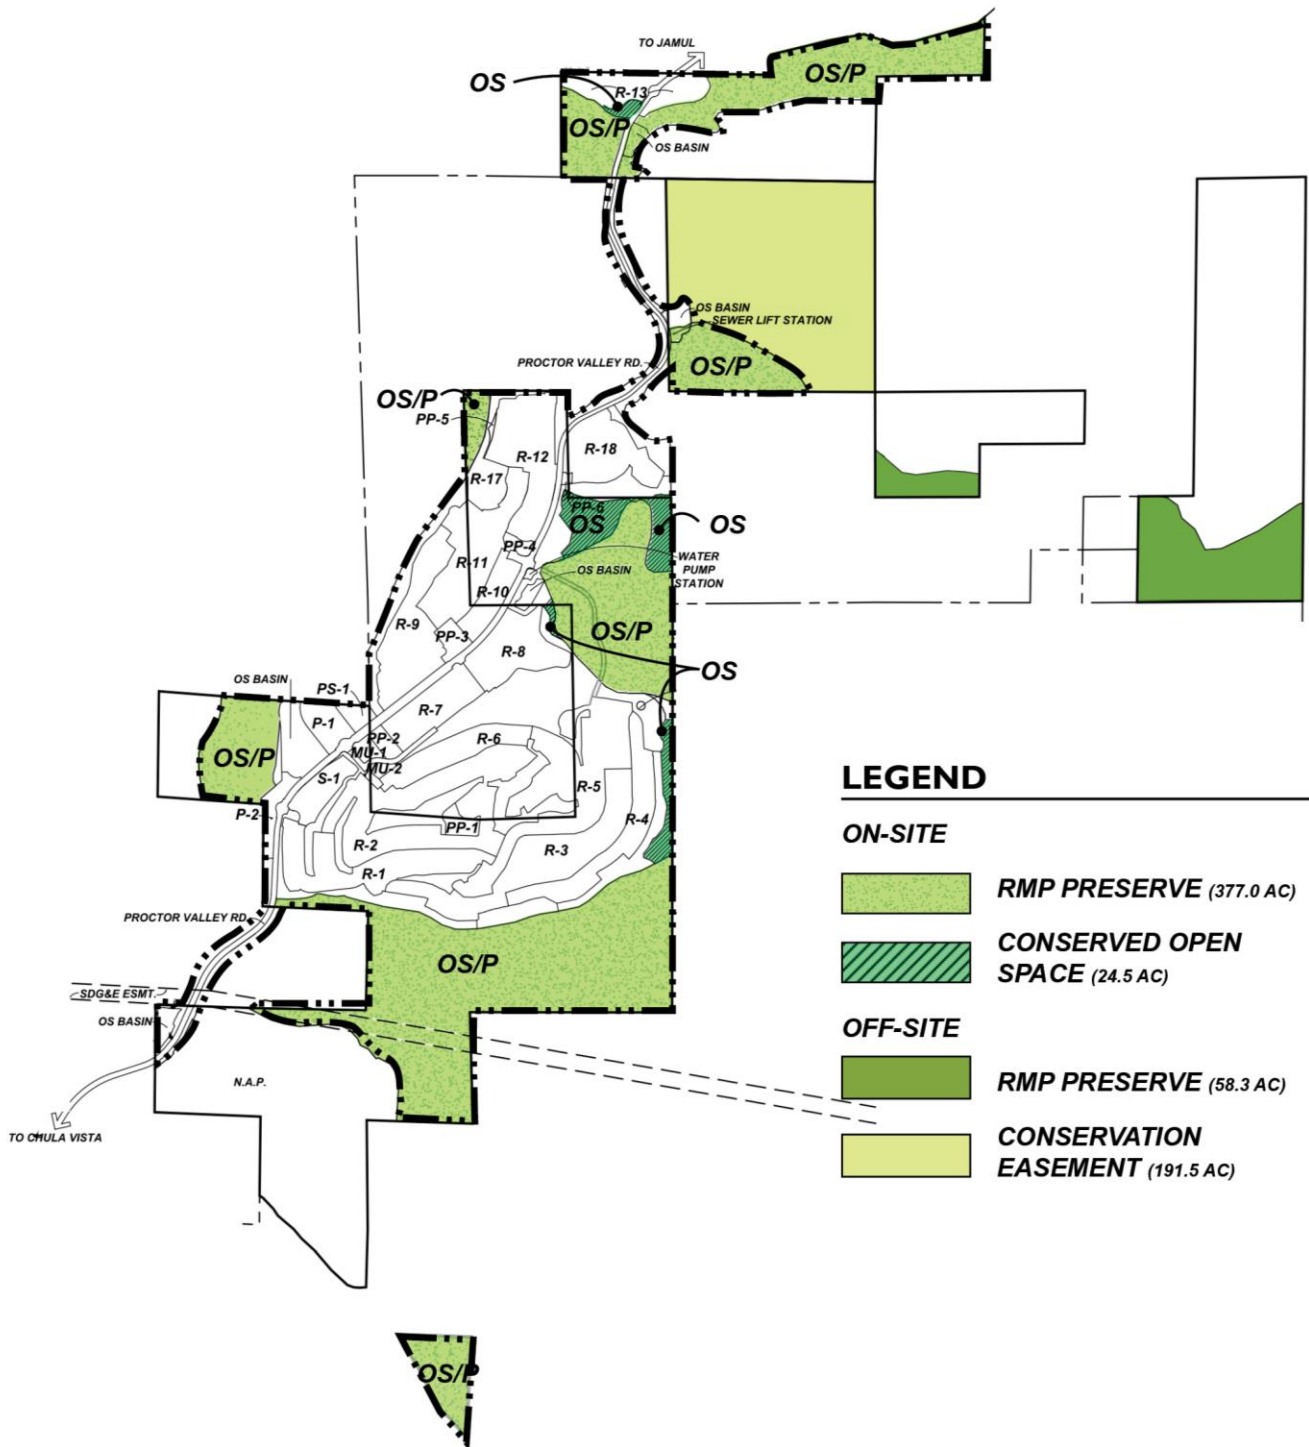 TO JAMUL
OS
OS/P
R-13
OS/P
OS BASIN
OS BASIN
SEWER LIFT STATION
PROCTOR VALLEY RD.
OS/P
OS/P
PP-5
R-12
R-18
R-17
PP-6
OS
OS
PP-4
R-11
WATER
PUMP
STATION
OS BASIN
R-10
R-9
PP-3
R-8
OS/P
OS
OS BASIN
PS-1
P-1
R-7
PP-2
R-6
MU-1
MU-2
OS/P
S-1
R-5
P-2
R-4
PP-1
R-2
R-3
R-1
PROCTOR VALLEY RD.
OS/P
SDG&E ESMT.
OS BASIN
N.A.P.
TO CHULA VISTA
OS/P
LEGEND
ON-SITE
RMP PRESERVE (377.0 AC)
CONSERVED OPEN
SPACE (24.5 AC)
OFF-SITE
RMP PRESERVE (58.3 AC)
CONSERVATION
EASEMENT (191.5 AC)